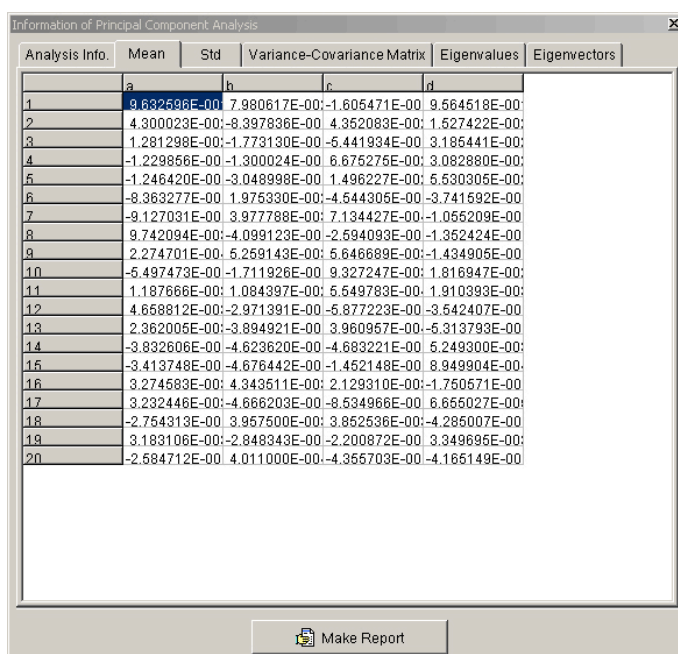 Information of Principal Component Analysis
Analysis Info. Mean Std Variance-Covariance Matrix Eigenvalues Eigenvectors
a b c d
1 9.632596E-00 7.980617E-00 -1.605471E-00 9.564518E-00
2 4.300023E-00 -8.397836E-00 4.352083E-00 1.527422E-00
3 1.281298E-00 -1.773130E-00 -5.441934E-00 3.185441E-00
4 -1.229856E-00 -1.300024E-00 6.675275E-00 3.082880E-00
5 -1.246420E-00 -3.048998E-00 1.496227E-00 5.530305E-00
6 -8.363277E-00 1.975330E-00 -4.544305E-00 -3.741592E-00
7 -9.127031E-00 3.977788E-00 7.134427E-00 -1.055209E-00
8 9.742094E-00 -4.099123E-00 -2.594093E-00 -1.352424E-00
9 2.274701E-00 5.259143E-00 5.646689E-00 -1.434905E-00
10 -5.497473E-00 -1.711926E-00 9.327247E-00 1.816947E-00
11 1.187666E-00 1.084397E-00 5.549783E-00 1.910393E-00
12 4.658812E-00 -2.971391E-00 -5.877223E-00 -3.542407E-00
13 2.362005E-00 -3.894921E-00 3.960957E-00 -5.313793E-00
14 -3.832606E-00 -4.623620E-00 -4.683221E-00 5.249300E-00
15 -3.413748E-00 -4.676442E-00 -1.452148E-00 8.949904E-00
16 3.274583E-00 4.343511E-00 2.129310E-00 -1.750571E-00
17 3.232446E-00 -4.666203E-00 -8.534966E-00 6.655027E-00
18 -2.754313E-00 3.957500E-00 3.852536E-00 -4.285007E-00
19 3.183106E-00 -2.848343E-00 -2.200872E-00 3.349695E-00
20 -2.584712E-00 4.011000E-00 -4.355703E-00 -4.165149E-00
Make Report